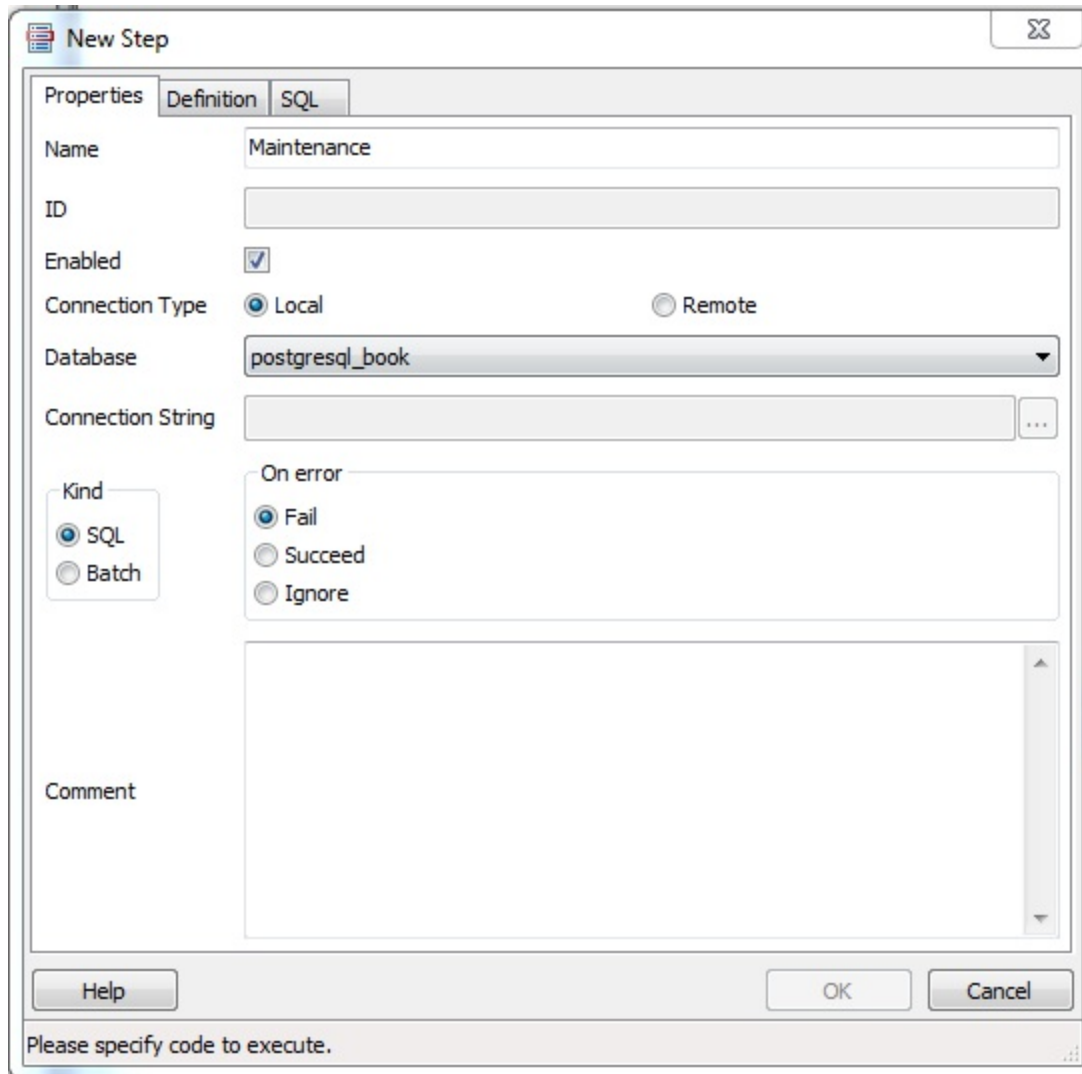 New Step
Properties Definition SQL
Name Maintenance
ID
Enabled
Connection Type Local Remote
Database postgresql_book
Connection String ...
Kind On error
SQL Fail
Batch Succeed
Ignore
Comment
Help OK Cancel
Please specify code to execute.